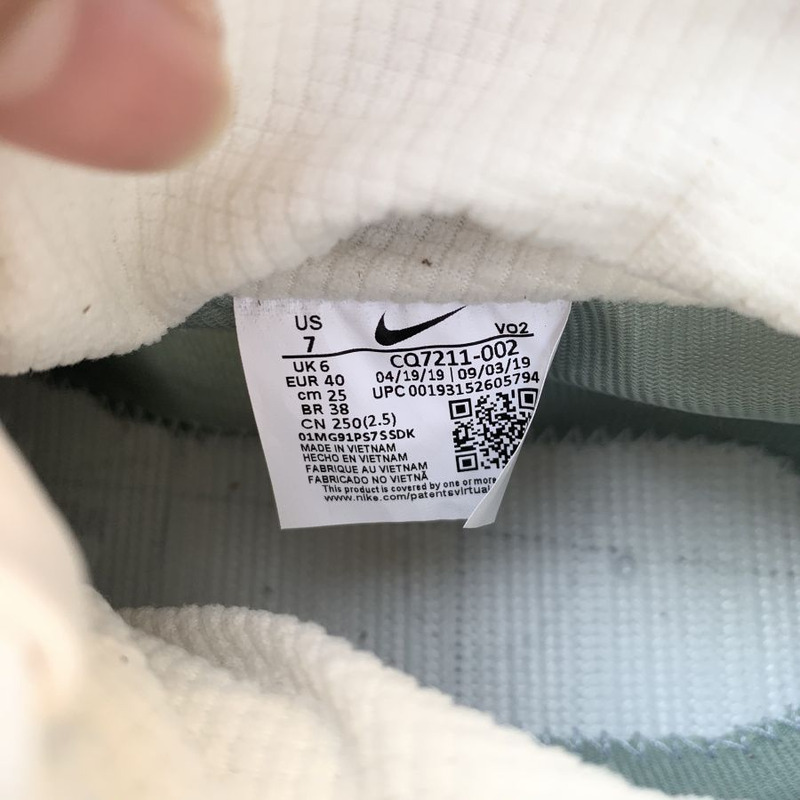 US
7
VO2
CQ7211-002
UK 6
04/19/19 | 09/03/19
EUR 40
UPC 00193152605794
cm 25
BR 38
CN 250(2.5)
01MG91PS7SSDK
MADE IN VIETNAM
HECHO EN VIETNAM
FABRIQUE AU VIETNAM
FABRICADO NO VIETNÃ
This product is covered by one or more
www.nike.com/patentsvirtual